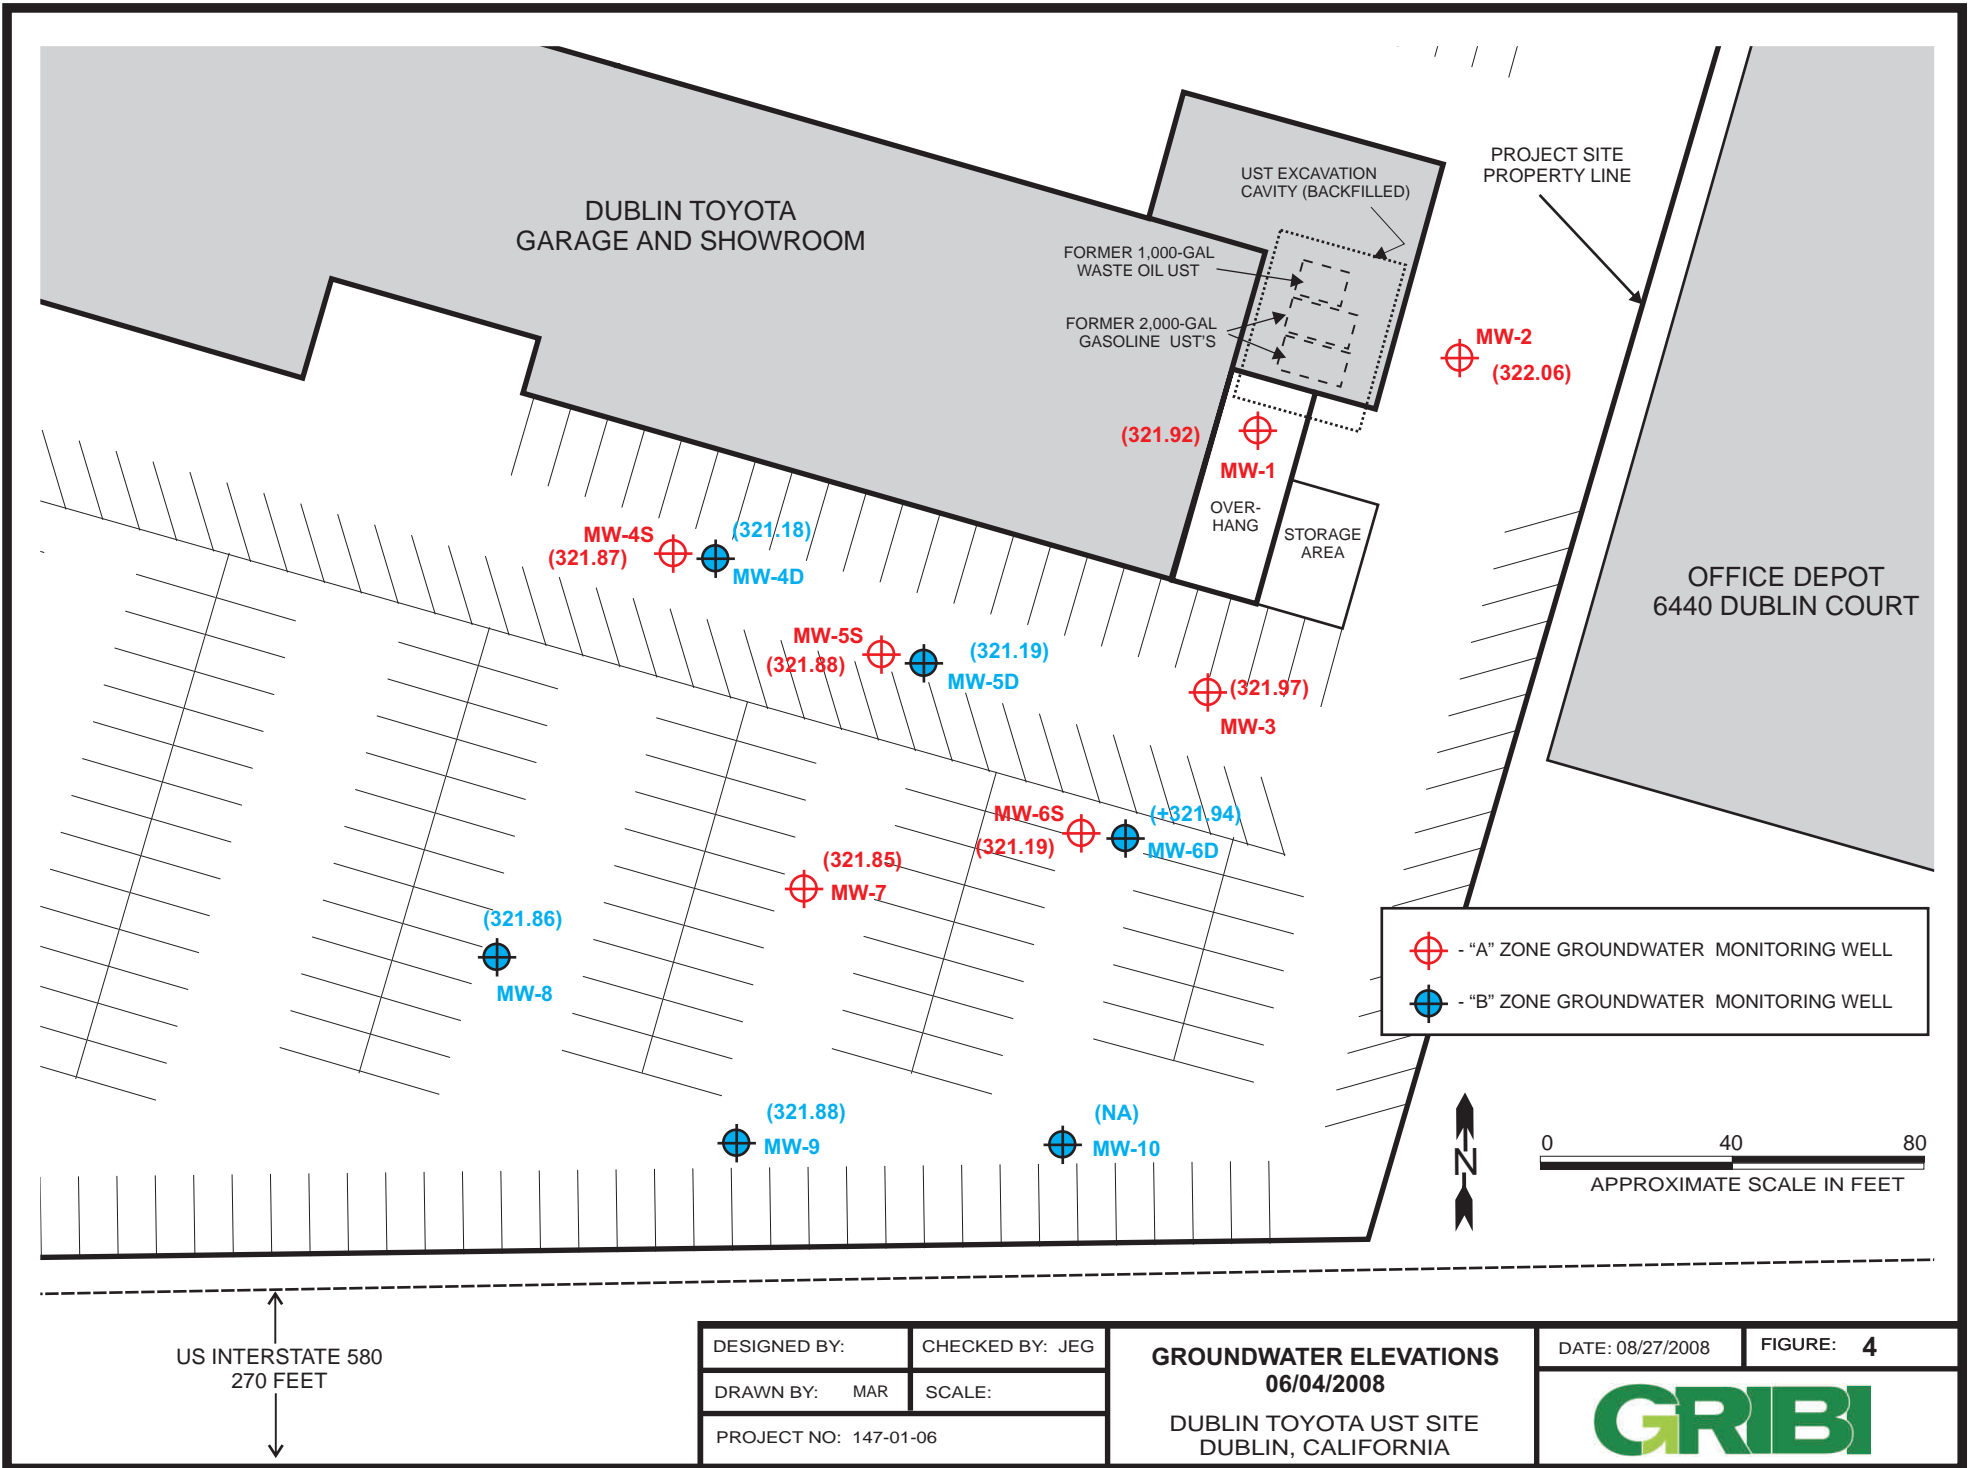 DUBLIN TOYOTA
GARAGE AND SHOWROOM
UST EXCAVATION
CAVITY (BACKFILLED)
PROJECT SITE
PROPERTY LINE
FORMER 1,000-GAL
WASTE OIL UST
FORMER 2,000-GAL
GASOLINE UST'S
MW-2
(322.06)
(321.92)
MW-1
OVER-
HANG
STORAGE
AREA
OFFICE DEPOT
6440 DUBLIN COURT
MW-4S
(321.87)
(321.18)
MW-4D
MW-5S
(321.88)
(321.19)
MW-5D
(321.97)
MW-3
MW-6S
(321.19)
(+321.94)
MW-6D
(321.85)
MW-7
(321.86)
MW-8
- “A” ZONE GROUNDWATER MONITORING WELL
- “B” ZONE GROUNDWATER MONITORING WELL
(321.88)
MW-9
(NA)
MW-10
N
0 40 80
APPROXIMATE SCALE IN FEET
US INTERSTATE 580
270 FEET
DESIGNED BY:
CHECKED BY: JEG
DRAWN BY: MAR
SCALE:
PROJECT NO: 147-01-06
GROUNDWATER ELEVATIONS
06/04/2008
DUBLIN TOYOTA UST SITE
DUBLIN, CALIFORNIA
DATE: 08/27/2008
FIGURE: 4
GRIBI